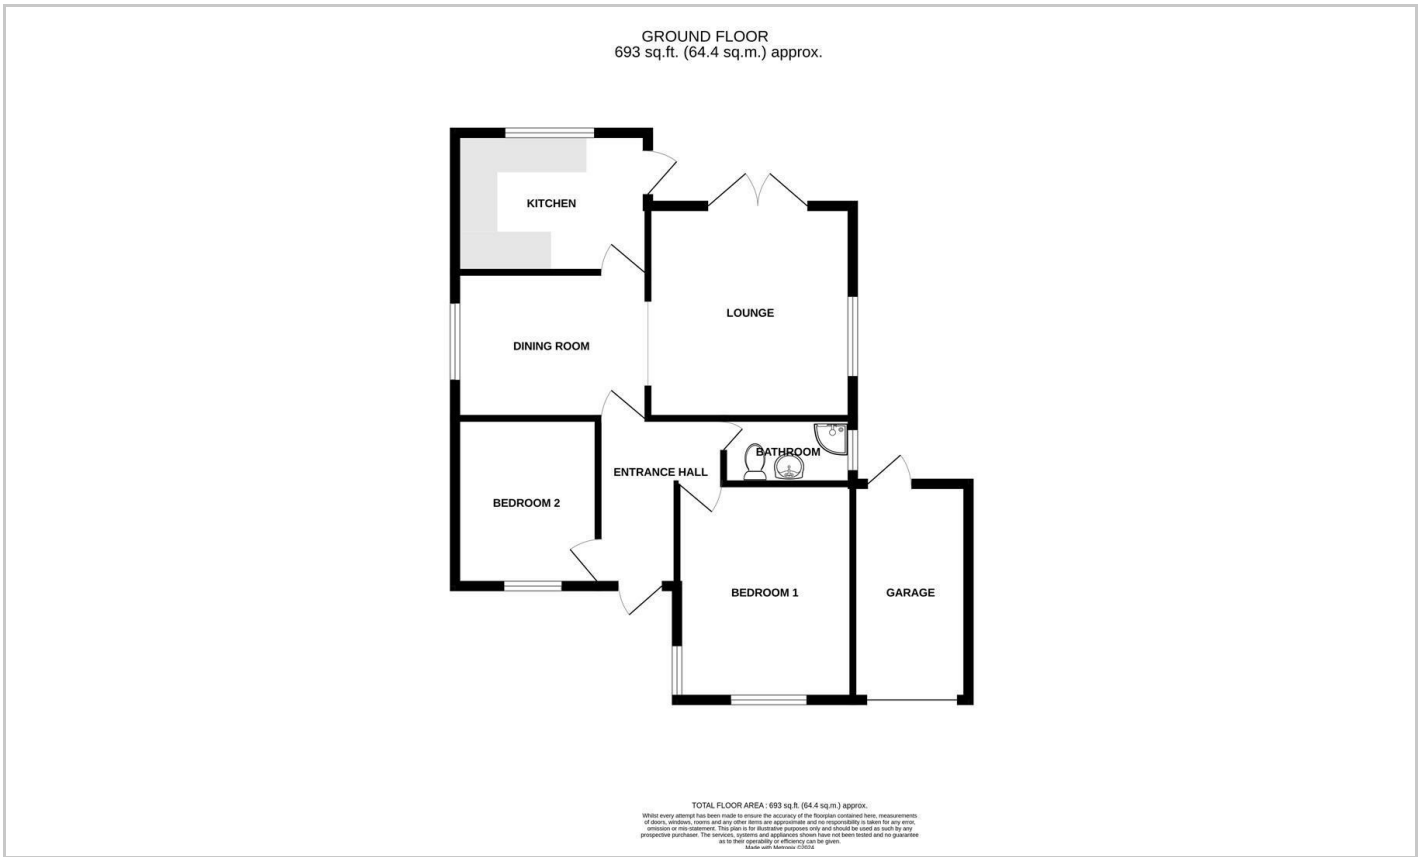 GROUND FLOOR
693 sq.ft. (64.4 sq.m.) approx.
KITCHEN
LOUNGE
DINING ROOM
BATHROOM
ENTRANCE HALL
BEDROOM 2
BEDROOM 1
GARAGE
TOTAL FLOOR AREA : 693 sq.ft. (64.4 sq.m.) approx.
Whilst every attempt has been made to ensure the accuracy of the floorplan contained here, measurements
of doors, windows, rooms and any other items are approximate and no responsibility is taken for any error,
omission or mis-statement. This plan is for illustrative purposes only and should be used as such by any
prospective purchaser. The services, systems and appliances shown have not been tested and no guarantee
as to their operability or efficiency can be given.
Made with Metropix ©2024